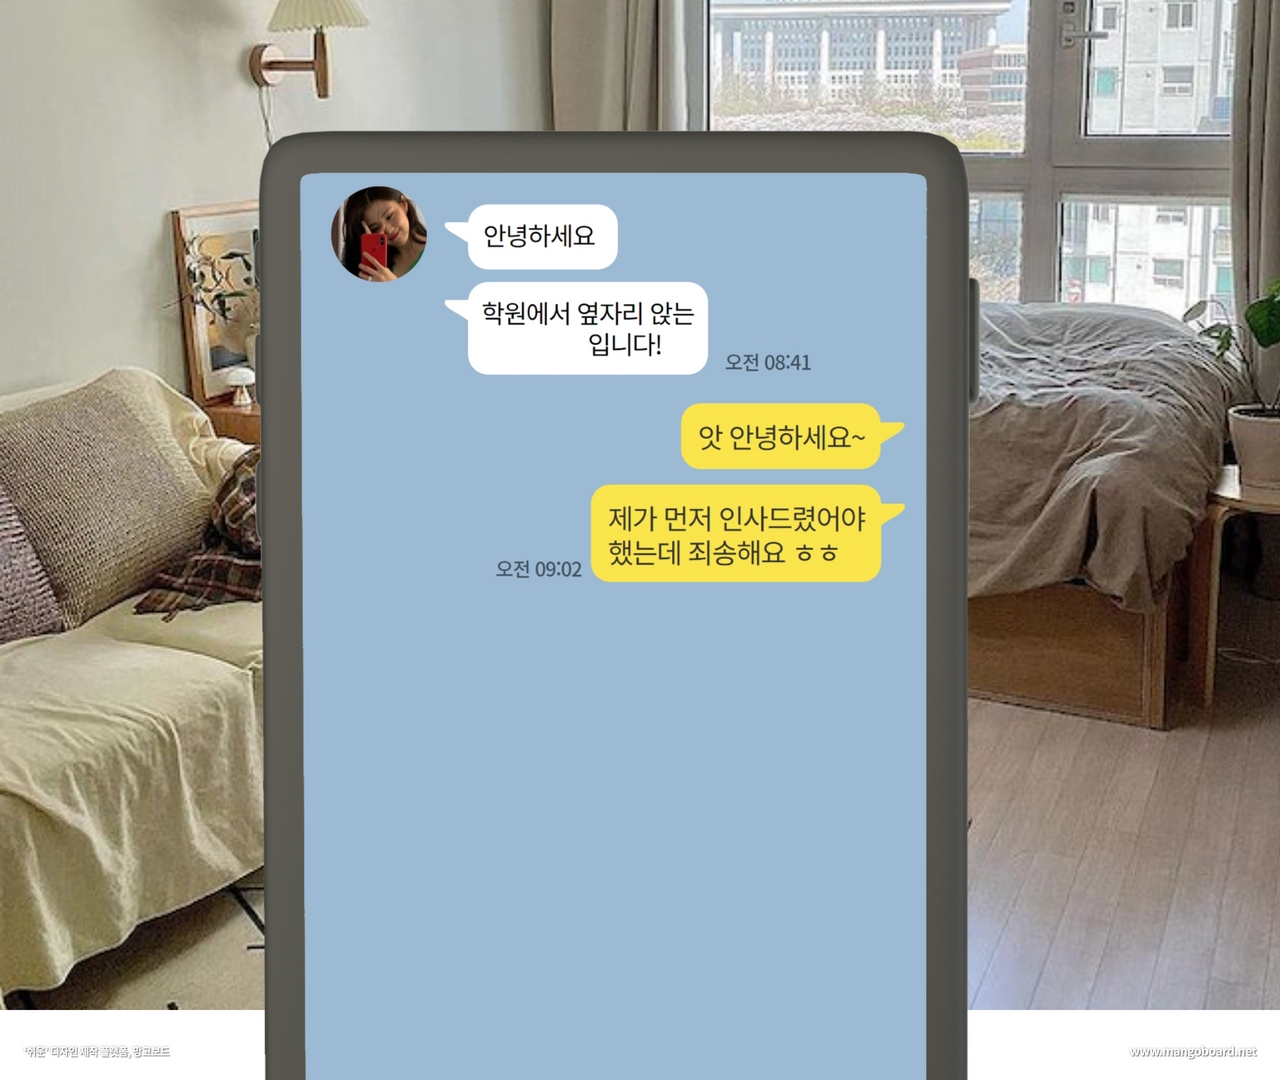 안녕하세요
학원에서 옆자리 앉는
입니다!
오전 08:41
앗 안녕하세요~
제가 먼저 인사드렸어야
했는데 죄송해요 ㅎㅎ
오전 09:02
'쉬운' 디자인 제작 플랫폼, 망고보드
www.mangoboard.net